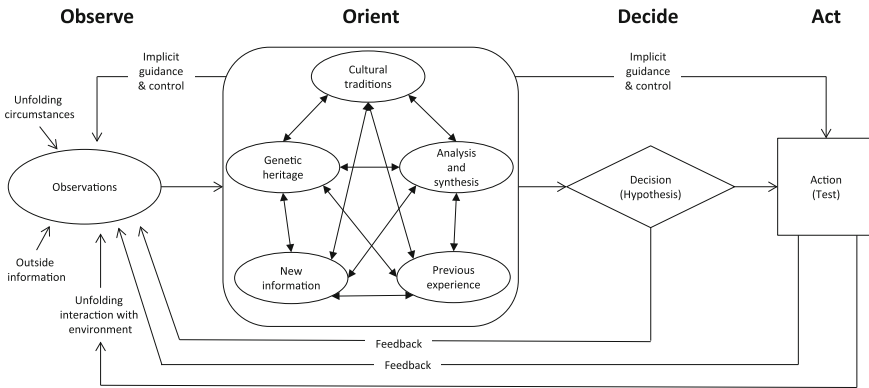 Observe
Orient
Decide
Act
Implicit
guidance
& control
Cultural
traditions
Implicit
guidance
& control
Unfolding
circumstances
Genetic
heritage
Analysis
and
synthesis
Observations
Decision
(Hypothesis)
Action
(Test)
Outside
information
New
information
Previous
experience
Unfolding
interaction with
environment
Feedback
Feedback